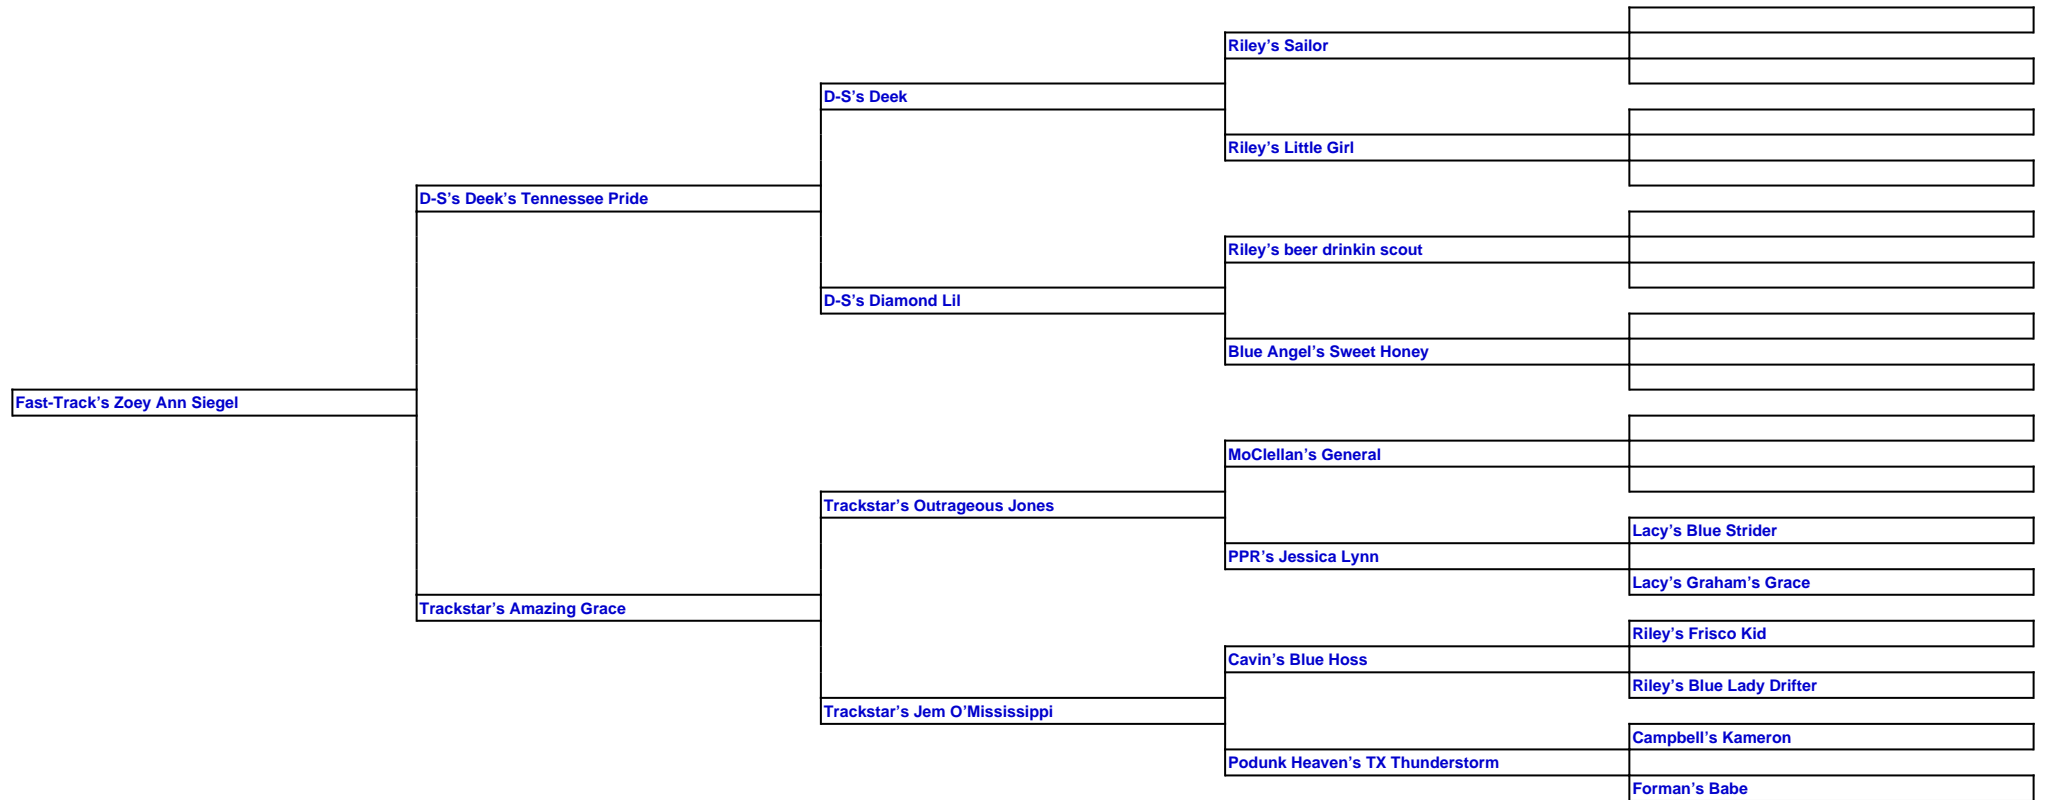 Riley’s Sailor
D-S’s Deek
Riley’s Little Girl
D-S’s Deek’s Tennessee Pride
Riley’s beer drinkin scout
D-S’s Diamond Lil
Blue Angel’s Sweet Honey
Fast-Track’s Zoey Ann Siegel
MoClellan’s General
Trackstar’s Outrageous Jones
Lacy’s Blue Strider
PPR’s Jessica Lynn
Lacy’s Graham’s Grace
Trackstar’s Amazing Grace
Riley’s Frisco Kid
Cavin’s Blue Hoss
Riley’s Blue Lady Drifter
Trackstar’s Jem O’Mississippi
Campbell’s Kameron
Podunk Heaven’s TX Thunderstorm
Forman’s Babe